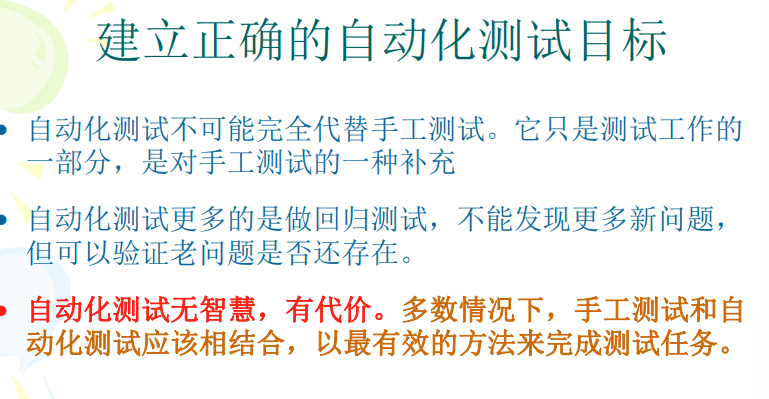 建立正确的自动化测试目标
• 自动化测试不可能完全代替手工测试。它只是测试工作的
一部分，是对手工测试的一种补充
• 自动化测试更多的是做回归测试，不能发现更多新问题，
但可以验证老问题是否还存在。
• 自动化测试无智慧，有代价。多数情况下，手工测试和自
动化测试应该相结合，以最有效的方法来完成测试任务。